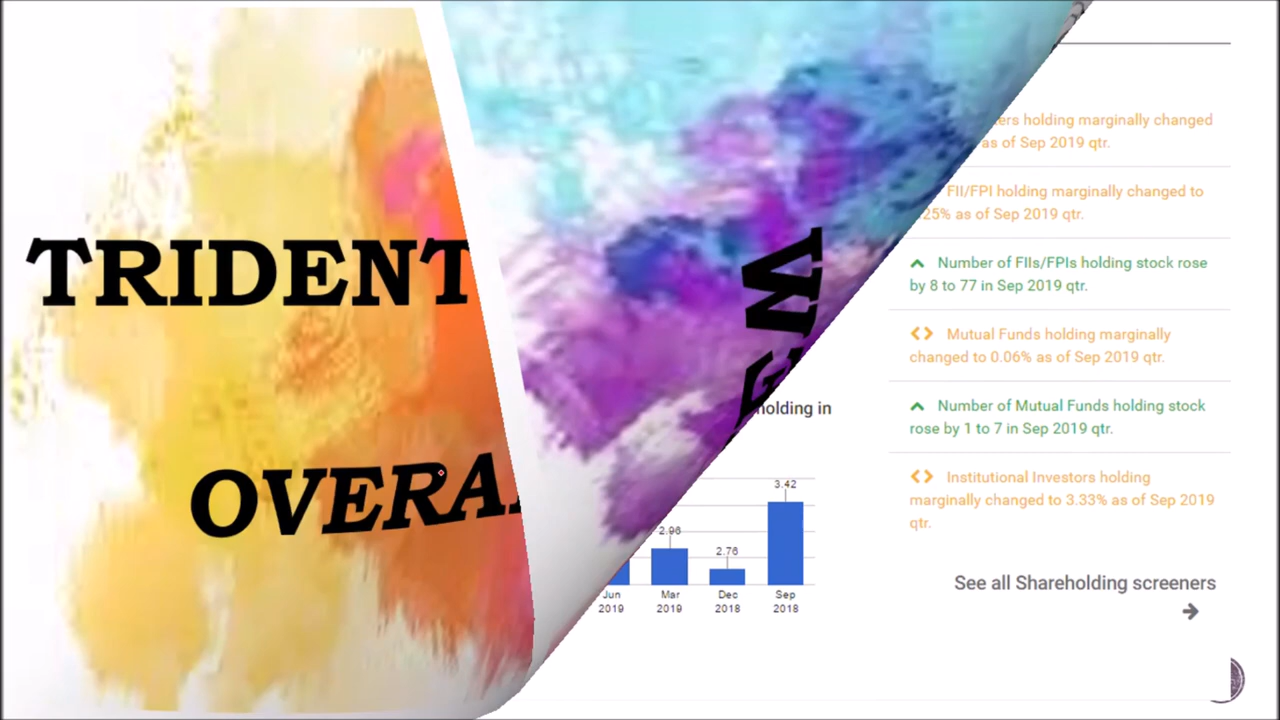 TRIDENT
OVERA
holding marginally changed
as of Sep 2019 qtr.
FII/FPI holding marginally changed to
25% as of Sep 2019 qtr.
Number of FIIs/FPIs holding stock rose
by 8 to 77 in Sep 2019 qtr.
Mutual Funds holding marginally
changed to 0.06% as of Sep 2019 qtr.
Number of Mutual Funds holding stock
rose by 1 to 7 in Sep 2019 qtr.
Institutional Investors holding
marginally changed to 3.33% as of Sep 2019
qtr.
See all Shareholding screeners
holding in
3.42
2.96
2.76
Jun Mar Dec Sep
2019 2019 2018 2018